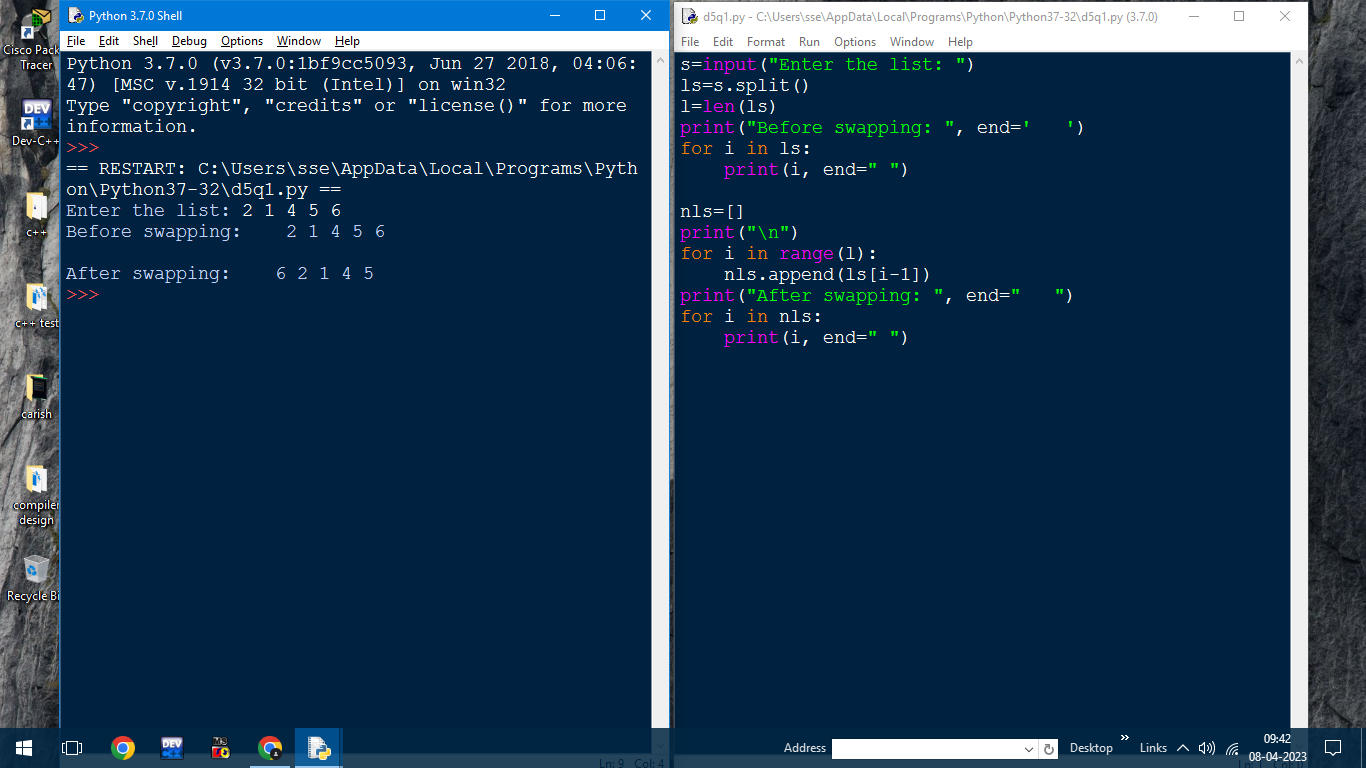 Cisco Pack
Tracer
Dev-C++
c++
c++ test
carish
compiler
design
Recycle Bi
Python 3.7.0 Shell
File Edit Shell Debug Options Window Help
Python 3.7.0 (v3.7.0:1bf9cc5093, Jun 27 2018, 04:06:
47) [MSC v.1914 32 bit (Intel)] on win32
Type "copyright", "credits" or "license()" for more
information.
>>>
== RESTART: C:\Users\sse\AppData\Local\Programs\Pyth
on\Python37-32\d5q1.py ==
Enter the list: 2 1 4 5 6
Before swapping:    2 1 4 5 6
After swapping:    6 2 1 4 5
>>>
Ln: 9 Col: 4
d5q1.py - C:\Users\sse\AppData\Local\Programs\Python\Python37-32\d5q1.py (3.7.0)
File Edit Format Run Options Window Help
s=input("Enter the list: ")
ls=s.split()
l=len(ls)
print("Before swapping: ", end='   ')
for i in ls:
    print(i, end=" ")
nls=[]
print("\n")
for i in range(l):
    nls.append(ls[i-1])
print("After swapping: ", end="   ")
for i in nls:
    print(i, end=" ")
DEV
DEV
Address
Desktop
Links
09:42
08-04-2023